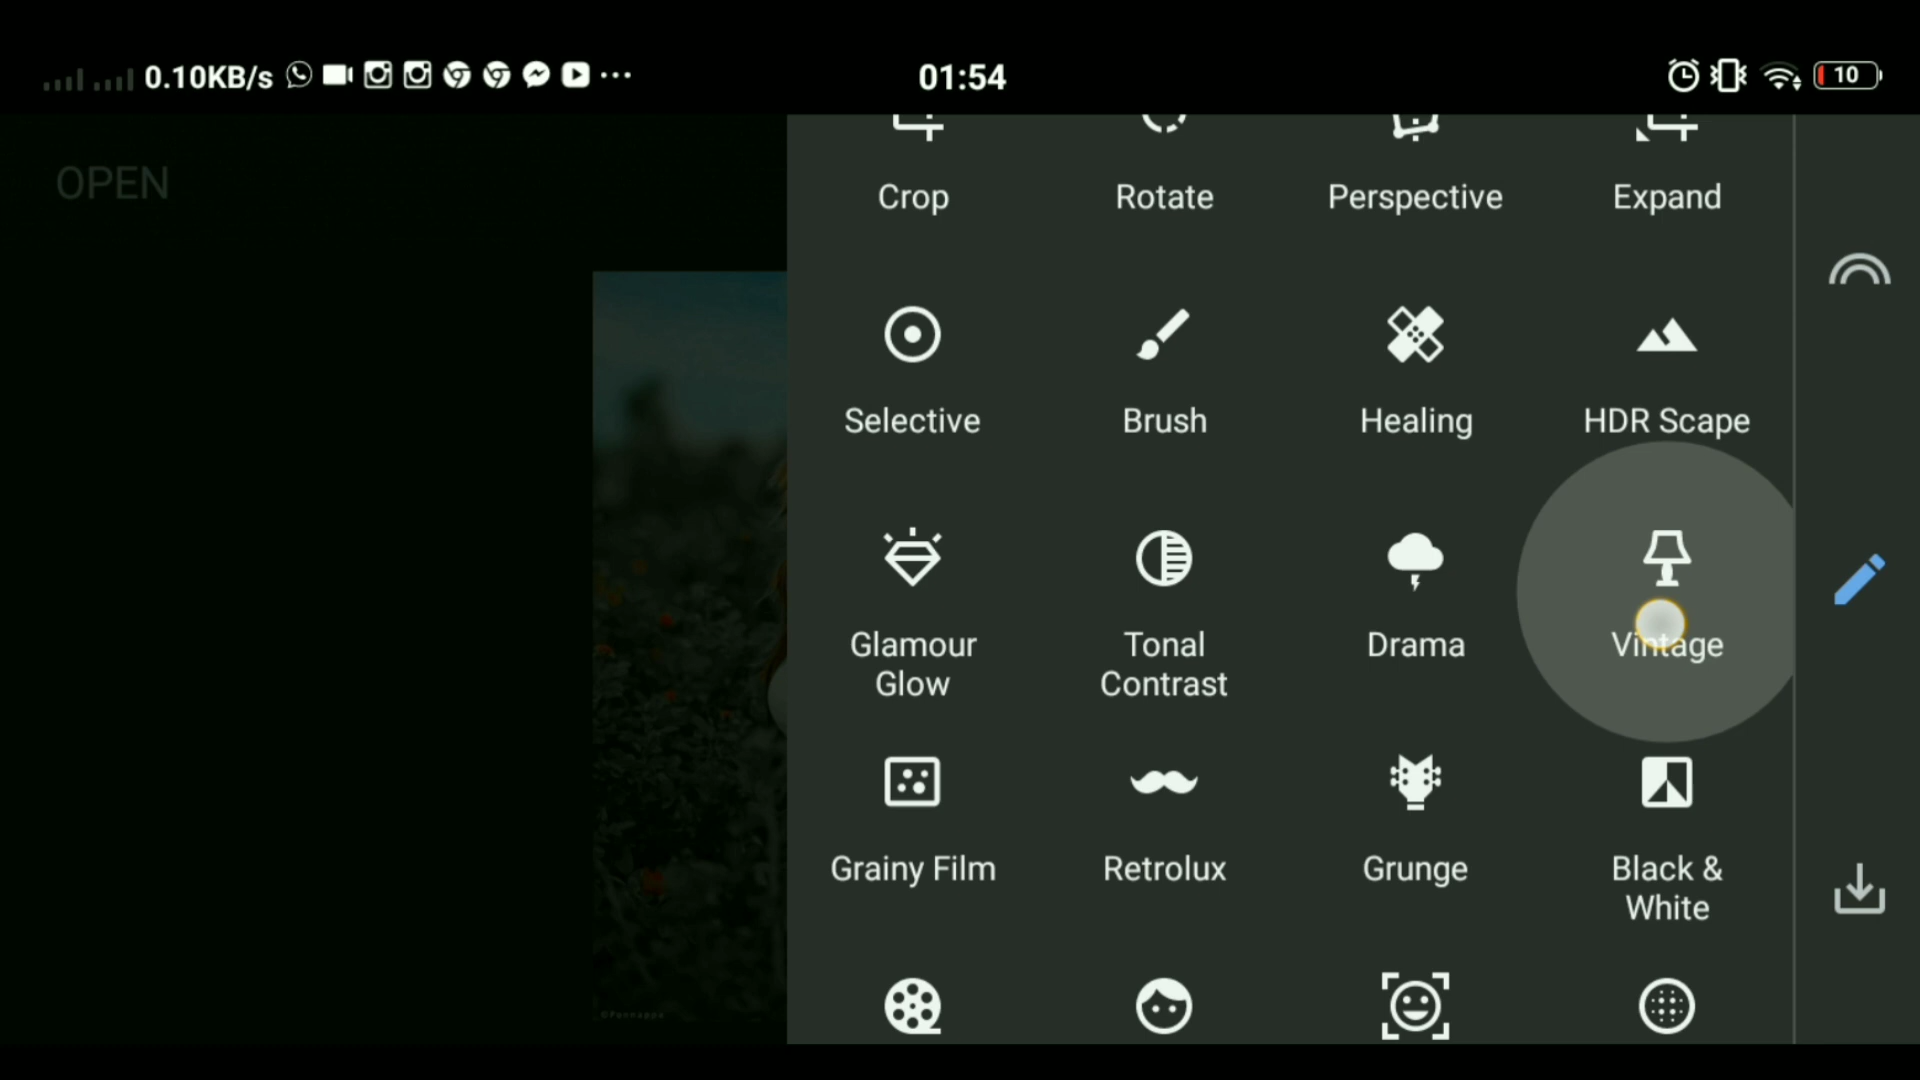 0.10KB/s
01:54
10
OPEN
Crop
Rotate
Perspective
Expand
Selective
Brush
Healing
HDR Scape
Glamour
Glow
Tonal
Contrast
Drama
Vintage
Grainy Film
Retrolux
Grunge
Black &
White